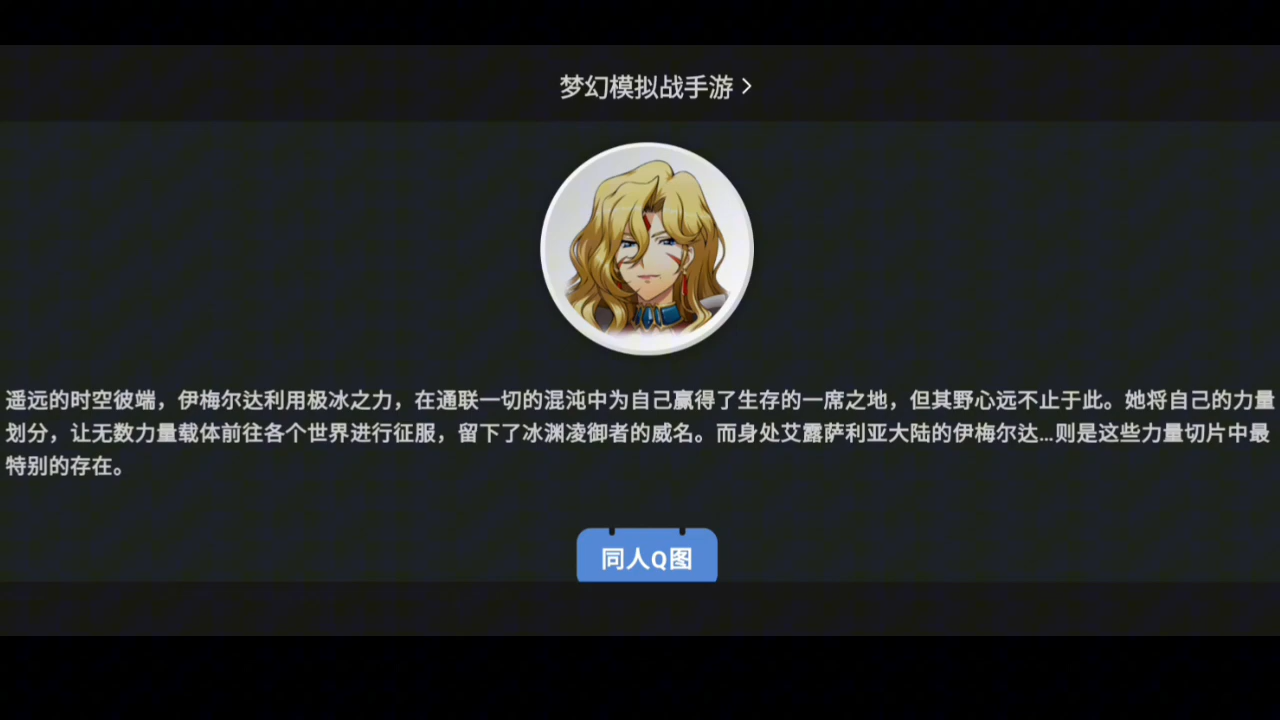 梦幻模拟战手游
遥远的时空彼端，伊梅尔达利用极冰之力，在通联一切的混沌中为自己赢得了生存的一席之地，但其野心远不止于此。她将自己的力量
划分，让无数力量载体前往各个世界进行征服，留下了冰渊凌御者的威名。而身处艾露萨利亚大陆的伊梅尔达...则是这些力量切片中最
特别的存在。
同人Q图